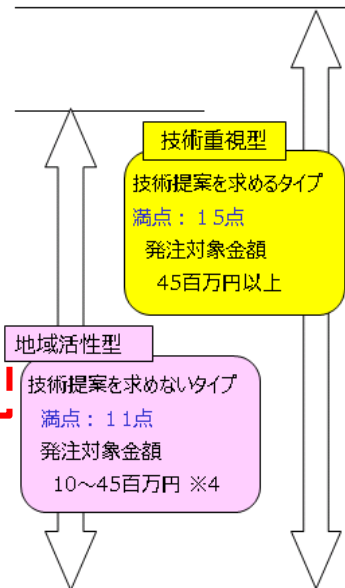 技術重視型
技術提案を求めるタイプ
満点：15点
発注対象金額
45百万円以上
地域活性型
技術提案を求めないタイプ
満点：11点
発注対象金額
10～45百万円 ※4